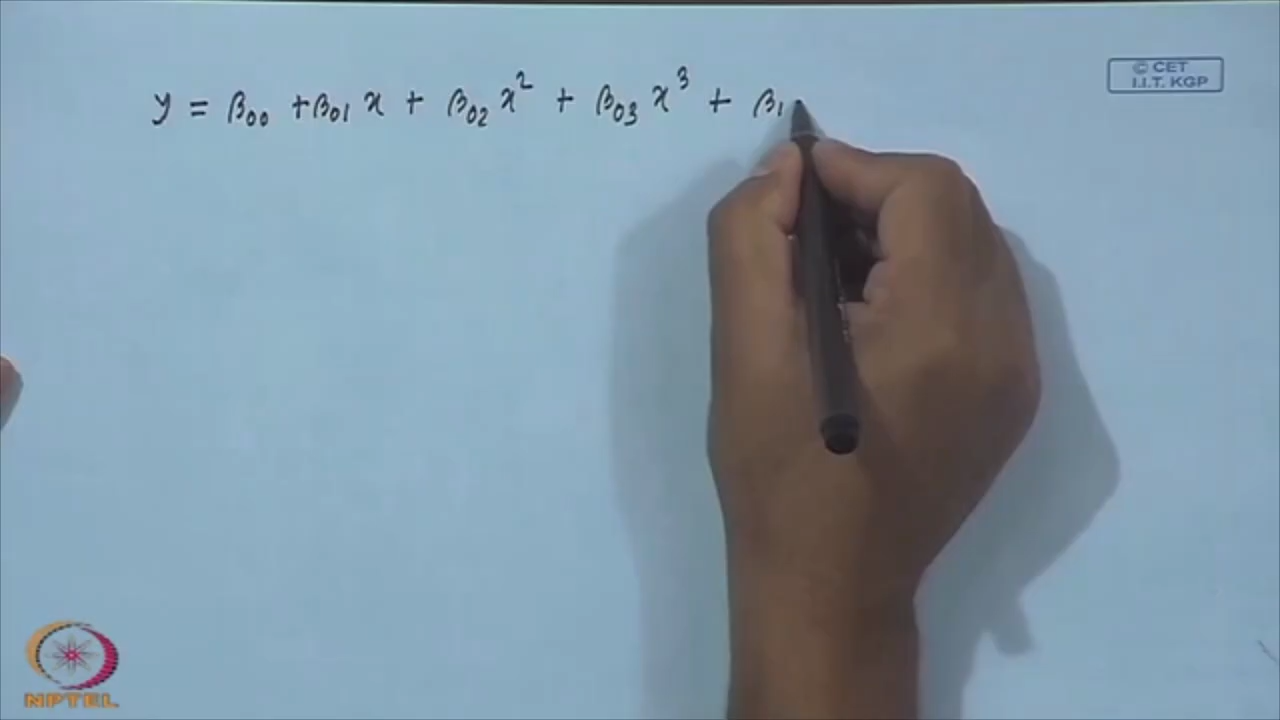 y = β₀₀ + β₀₁ x + β₀₂ x² + β₀₃ x³ + β₁
© CET
I.I.T. KGP
NPTEL